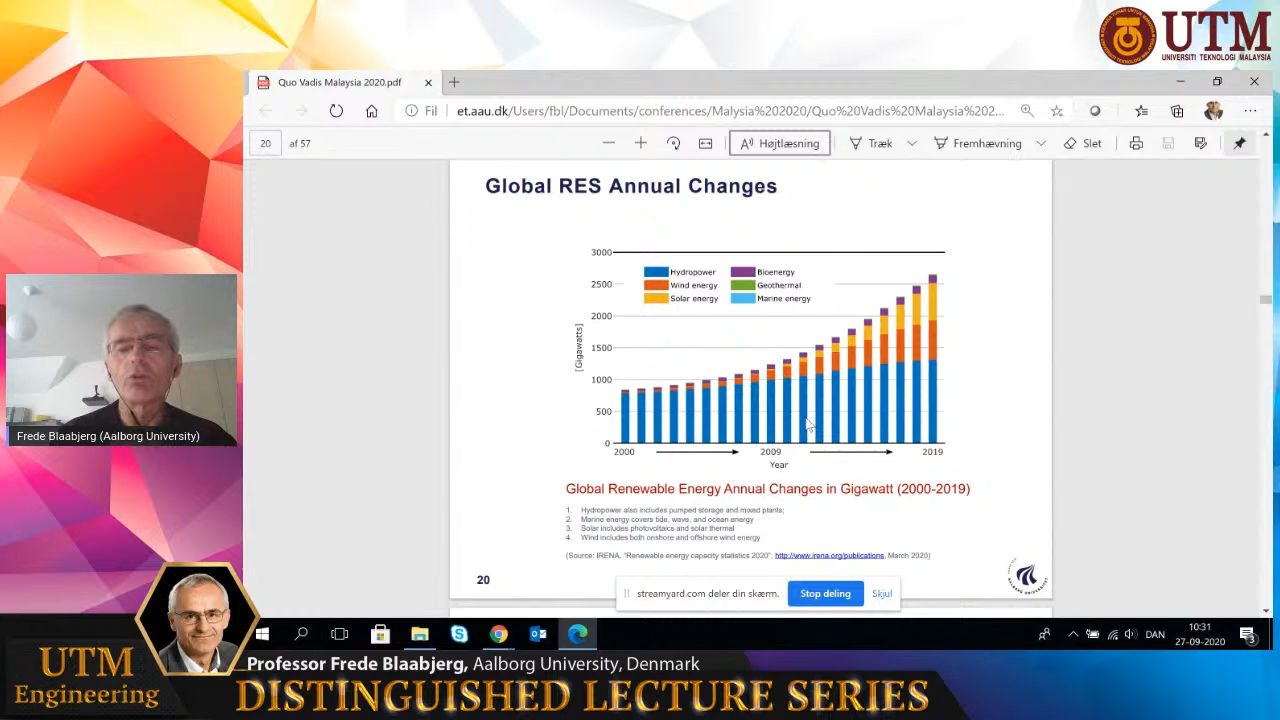 UTM
UNIVERSITI TEKNOLOGI MALAYSIA
Quo Vadis Malaysia 2020.pdf
Fil
et.aau.dk/Users/fbl/Documents/conferences/Malysia%202020/Quo%20Vadis%20Malaysia%202...
20 af 57
A Højtlæsning
Træk
Fremhævning
Slet
Global RES Annual Changes
3000
2500
2000
1500
1000
500
0
[Gigawatts]
Hydropower
Wind energy
Solar energy
Bioenergy
Geothermal
Marine energy
2000
2009
2019
Year
Global Renewable Energy Annual Changes in Gigawatt (2000-2019)
1. Hydropower also includes pumped storage and mixed plants;
2. Marine energy covers tide, wave, and ocean energy
3. Solar includes photovoltaics and solar thermal
4. Wind includes both onshore and offshore wind energy
(Source: IRENA, "Renewable energy capacity statistics 2020", http://www.irena.org/publications, March 2020)
20
streamyard.com deler din skærm.
Stop deling
Skjul
Frede Blaabjerg (Aalborg University)
DAN
10:31
27-09-2020
3
UTM
Engineering
Professor Frede Blaabjerg, Aalborg University, Denmark
DISTINGUISHED LECTURE SERIES